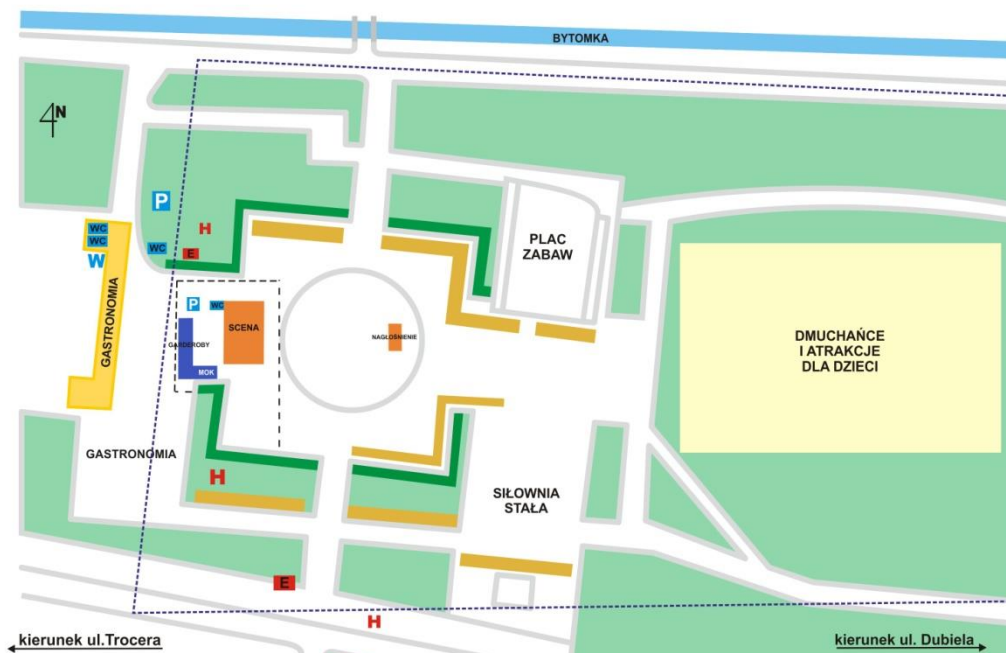 BYTOMKA
N
P
WC
WC
W
H
WC
E
PLAC
ZABAW
GASTRONOMIA
P
WC
SCENA
GARDEROBY
MOK
NAGŁOŚNIENIE
DMUCHAŃCE
I ATRAKCJE
DLA DZIECI
GASTRONOMIA
H
SIŁOWNIA
STAŁA
E
H
kierunek ul.Trocera
kierunek ul. Dubiela